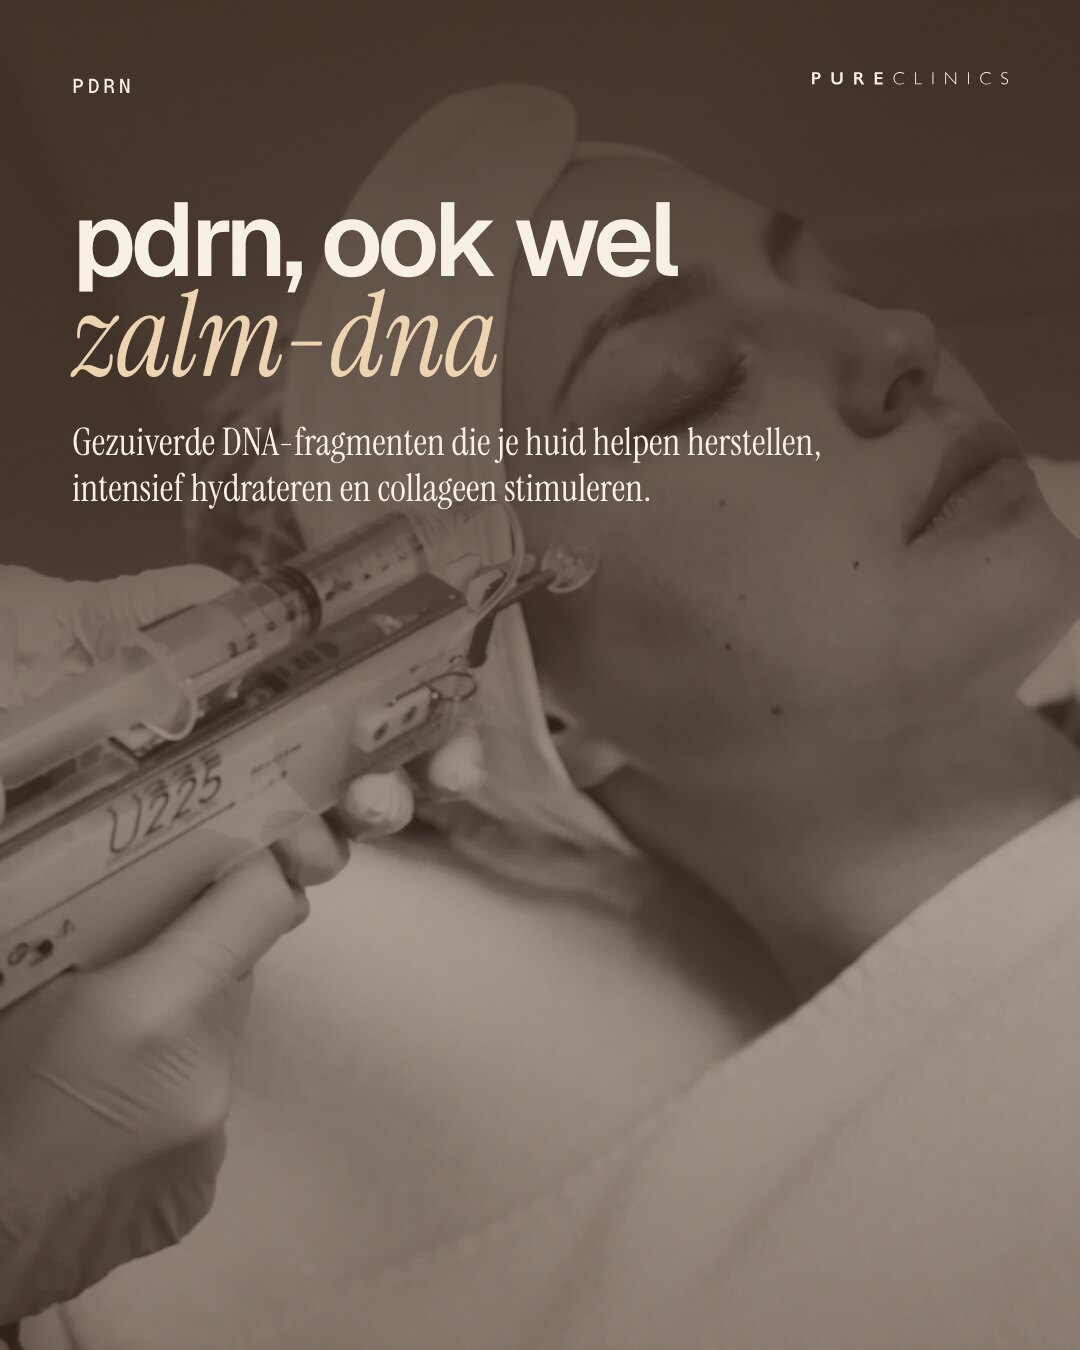 PDRN
PURECLINICS
pdrn, ook wel
zalm-dna
Gezuiverde DNA-fragmenten die je huid helpen herstellen,
intensief hydrateren en collageen stimuleren.
U225